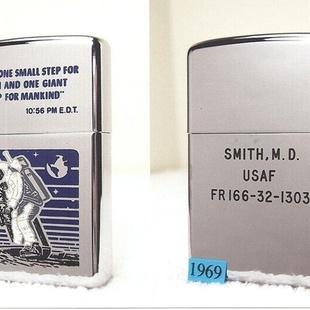 ONE SMALL STEP FOR
AND ONE GIANT
FOR MANKIND"
10:56 PM E.D.T.
SMITH, M.D.
USAF
FR166-32-1303
1969